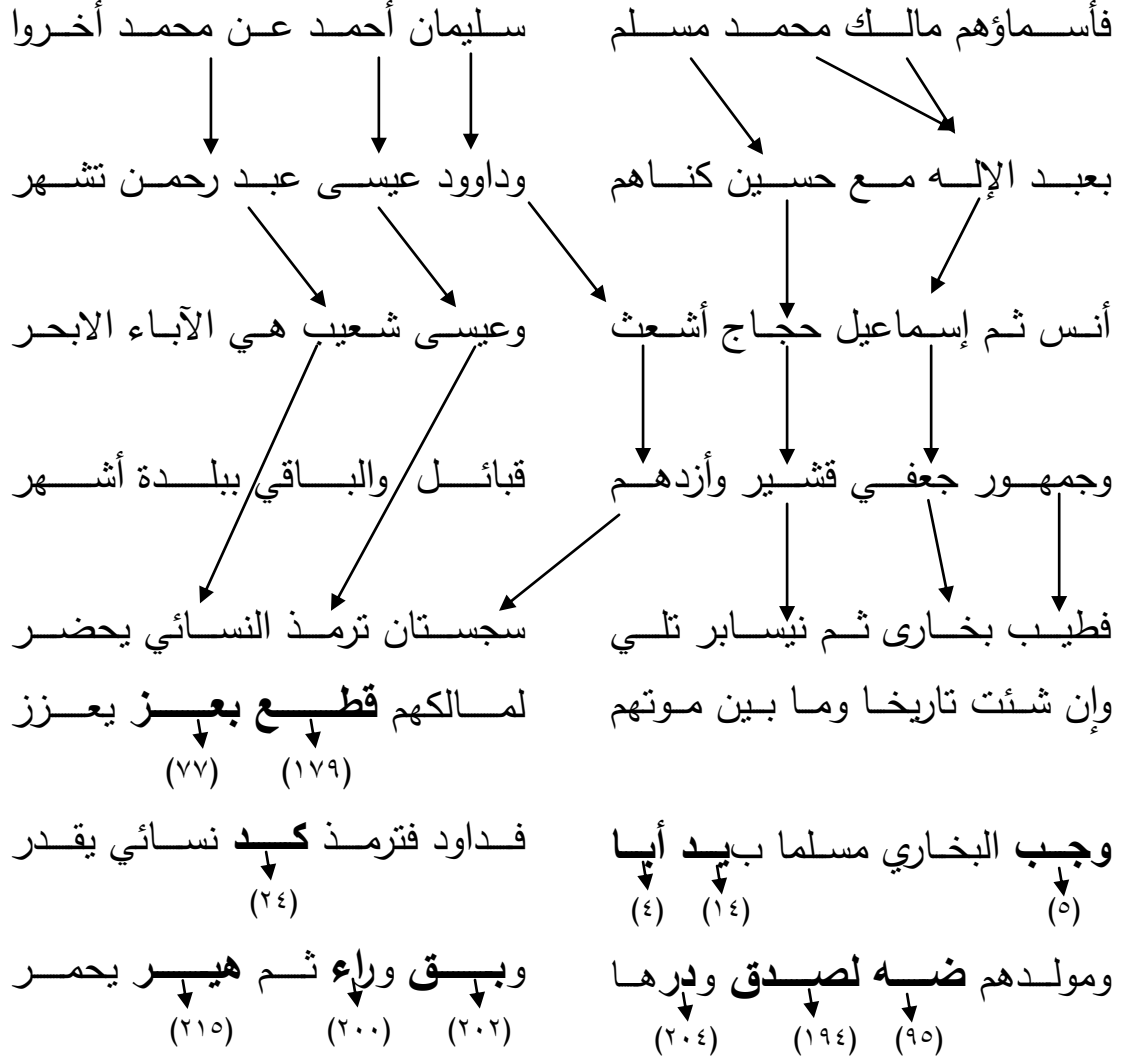 فأسماؤهم مالك محمد مسلم سليمان أحمد عن محمد أخروا
بعبد الإله مع حسين كناهم وداوود عيسى عبد رحمن تشهر
أنس ثم إسماعيل حجاج أشعث وعيسى شعيب هي الآباء الابحر
وجمهور جعفي قشير وأزدهم قبائل والباقي ببلدة أشهر
فطيب بخارى ثم نيسابر تلي سجستان ترمذ النسائي يحضر
وإن شئت تاريخا وما بين موتهم لمالكهم قطع بعز يعزز
(١٧٩) (٧٧)
وجب البخاري مسلما بيد أبا فداود فترمذ كد نسائي يقدر
(٥) (١٤) (٤) (٢٤)
ومولدهم ضه لصدق ودرها وبق وراء ثم هير يحمر
(٩٥) (١٩٤) (٢٠٤) (٢٠٢) (٢٠٠) (٢١٥)